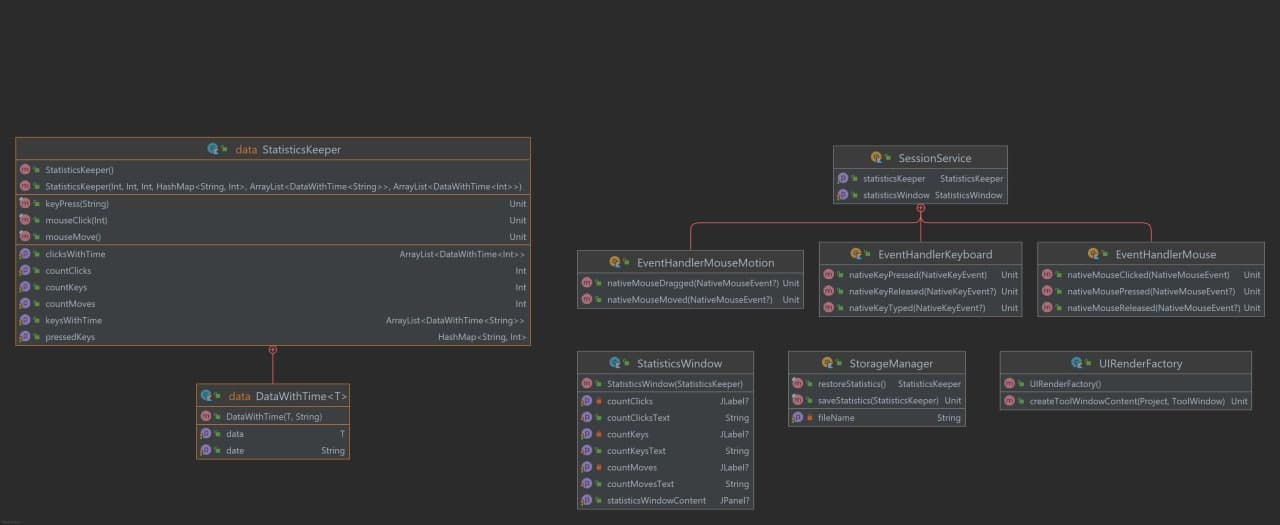 data StatisticsKeeper
StatisticsKeeper()
StatisticsKeeper(Int, Int, Int, HashMap<String, Int>, ArrayList<DataWithTime<String>>, ArrayList<DataWithTime<Int>>)
keyPress(String) Unit
mouseClick(Int) Unit
mouseMove() Unit
clicksWithTime ArrayList<DataWithTime<Int>>
countClicks Int
countKeys Int
countMoves Int
keysWithTime ArrayList<DataWithTime<String>>
pressedKeys HashMap<String, Int>
data DataWithTime<T>
DataWithTime(T, String)
data T
date String
SessionService
statisticsKeeper StatisticsKeeper
statisticsWindow StatisticsWindow
EventHandlerMouseMotion
nativeMouseDragged(NativeMouseEvent?) Unit
nativeMouseMoved(NativeMouseEvent?) Unit
EventHandlerKeyboard
nativeKeyPressed(NativeKeyEvent) Unit
nativeKeyReleased(NativeKeyEvent?) Unit
nativeKeyTyped(NativeKeyEvent?) Unit
EventHandlerMouse
nativeMouseClicked(NativeMouseEvent) Unit
nativeMousePressed(NativeMouseEvent?) Unit
nativeMouseReleased(NativeMouseEvent?) Unit
StatisticsWindow
StatisticsWindow(StatisticsKeeper)
countClicks JLabel?
countClicksText String
countKeys JLabel?
countKeysText String
countMoves JLabel?
countMovesText String
statisticsWindowContent JPanel?
StorageManager
restoreStatistics() StatisticsKeeper
saveStatistics(StatisticsKeeper) Unit
fileName String
UIRenderFactory
UIRenderFactory()
createToolWindowContent(Project, ToolWindow) Unit